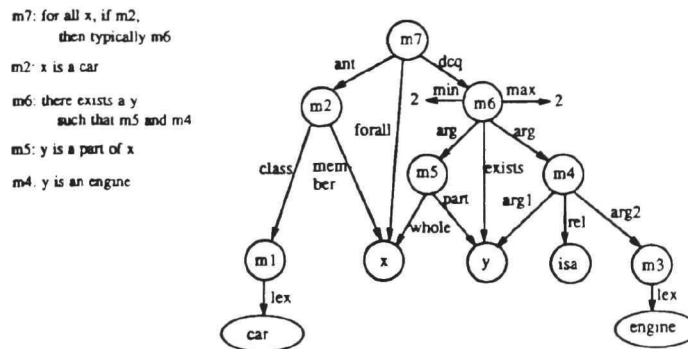 m7: for all x, if m2,
then typically m6
m2: x is a car
m6: there exists a y
such that m5 and m4
m5: y is a part of x
m4. y is an engine
m7
ant
dcq
min
max
2
2
m2
m6
forall
arg
arg
class
mem
ber
m5
exists
m4
part
arg1
arg2
whole
rel
m1
x
y
isa
m3
lex
lex
car
engine